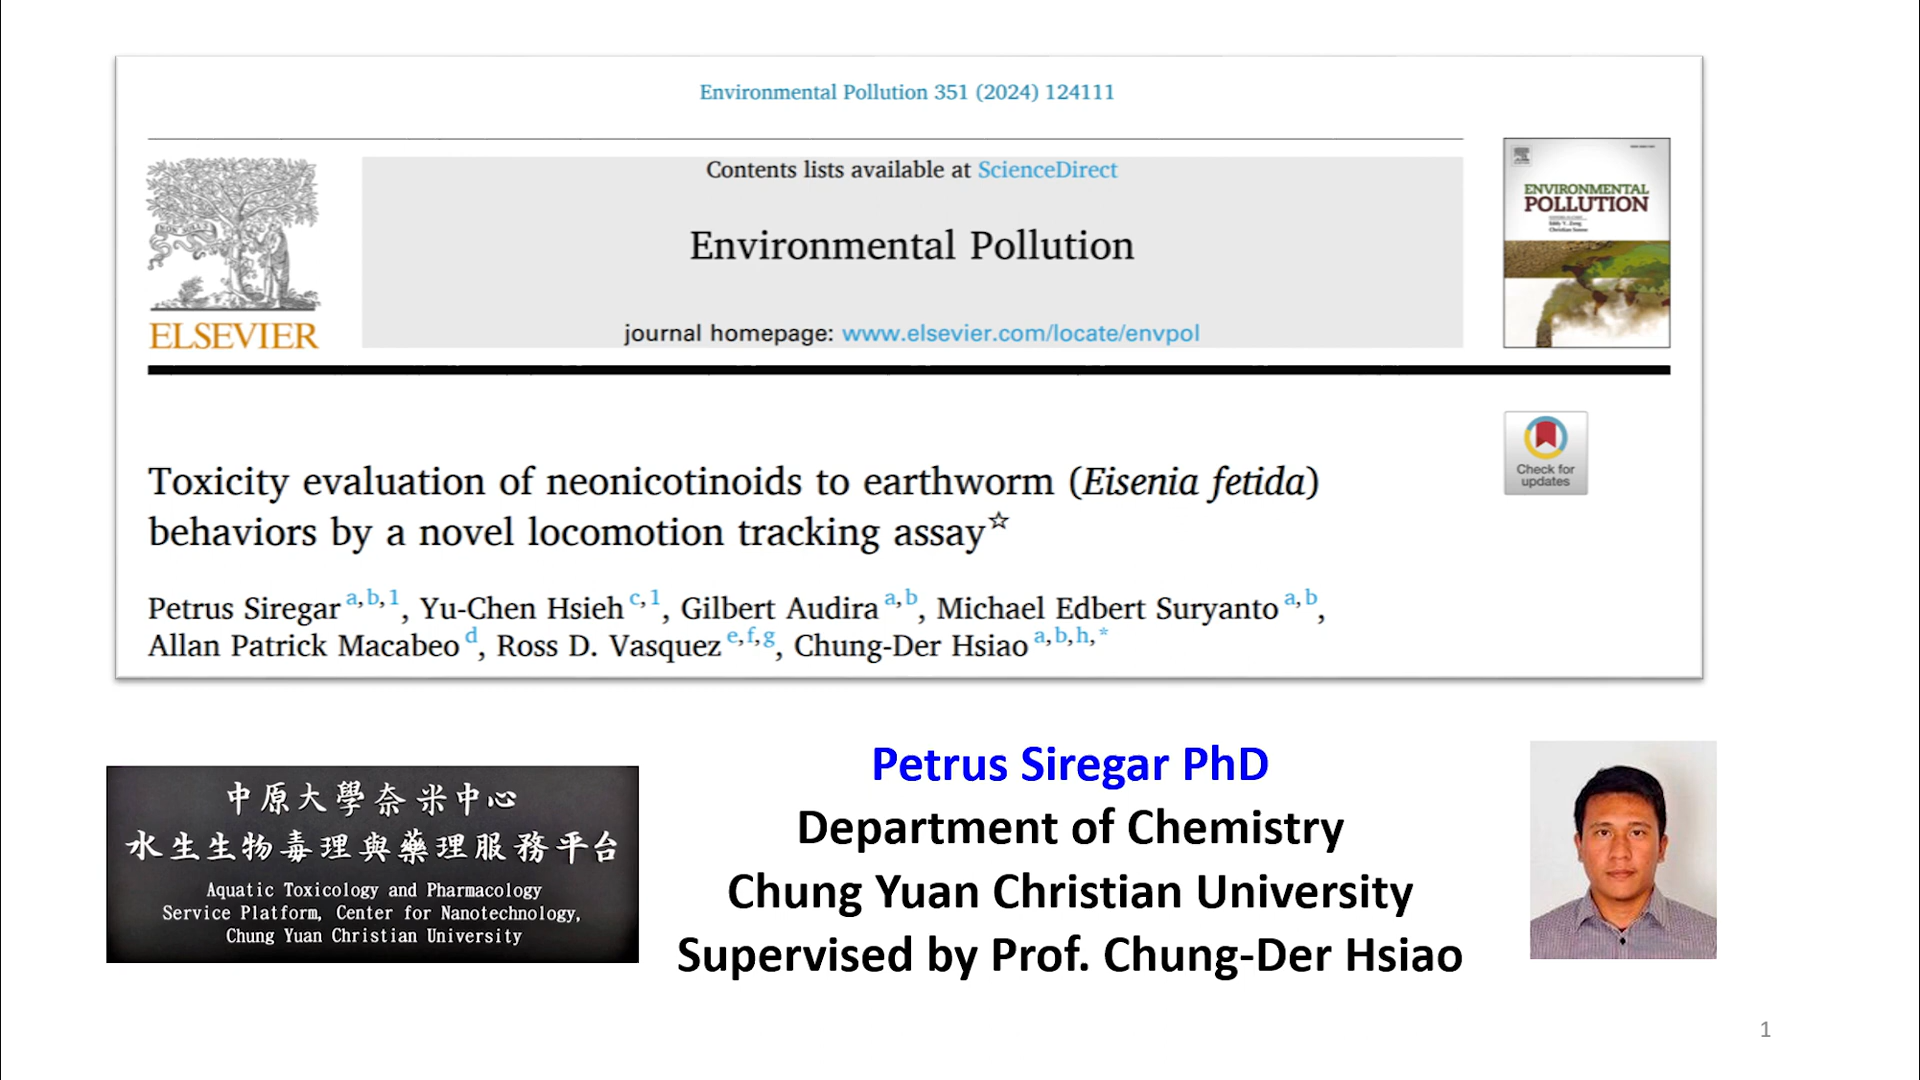 Environmental Pollution 351 (2024) 124111
Contents lists available at ScienceDirect
Environmental Pollution
journal homepage: www.elsevier.com/locate/envpol
ELSEVIER
ENVIRONMENTAL
POLLUTION
Check for
updates
Toxicity evaluation of neonicotinoids to earthworm (Eisenia fetida)
behaviors by a novel locomotion tracking assay☆
Petrus Siregar a,b,1, Yu-Chen Hsieh c,1, Gilbert Audira a,b, Michael Edbert Suryanto a,b,
Allan Patrick Macabeo d, Ross D. Vasquez e,f,g, Chung-Der Hsiao a,b,h,*
中原大學奈米中心
水生生物毒理與藥理服務平台
Aquatic Toxicology and Pharmacology
Service Platform, Center for Nanotechnology,
Chung Yuan Christian University
Petrus Siregar PhD
Department of Chemistry
Chung Yuan Christian University
Supervised by Prof. Chung-Der Hsiao
1